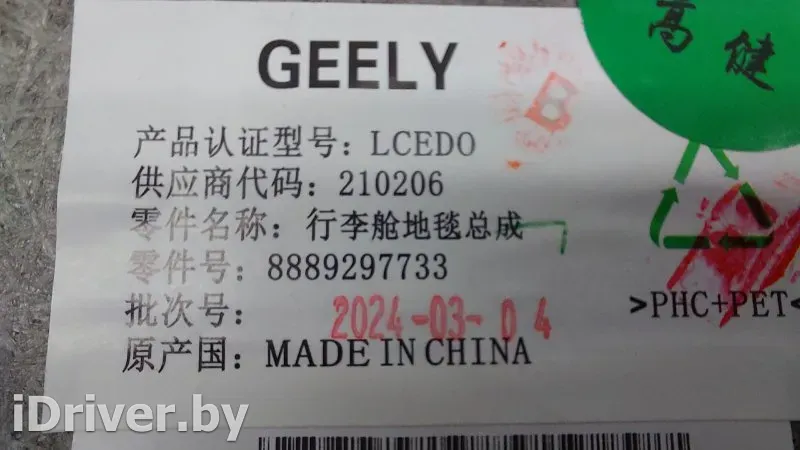 GEELY
高健
B
产品认证型号：LCEDO
供应商代码：210206
零件名称：行李舱地毯总成
零件号：8889297733
批次号：2024-03-04
>PHC+PET<
原产国：MADE IN CHINA
iDriver.by